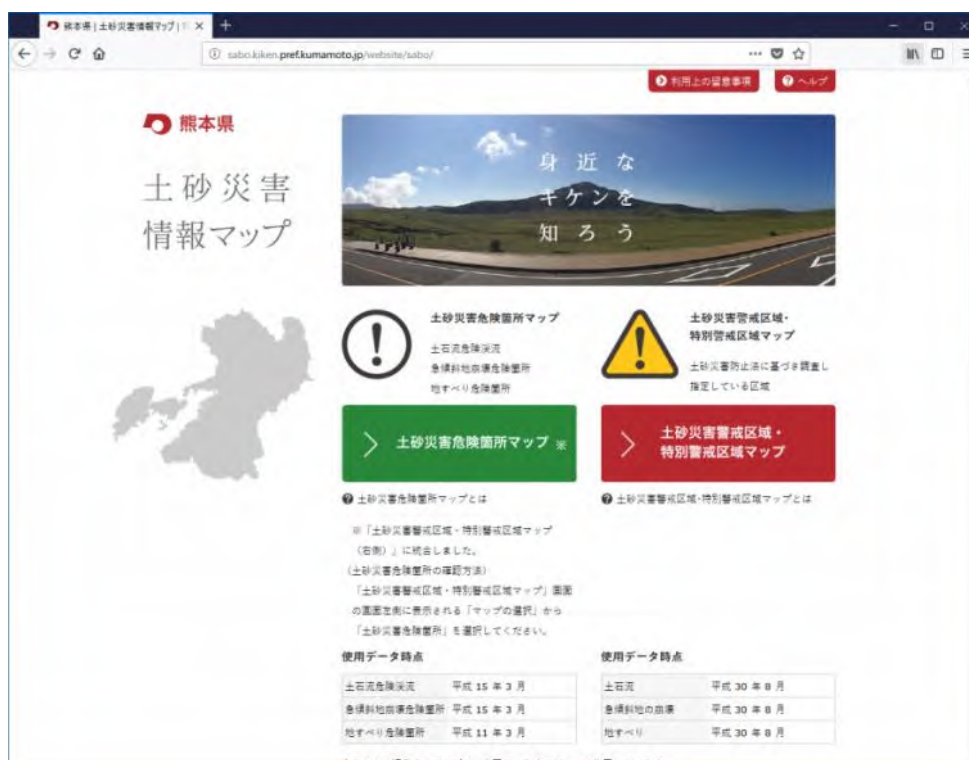 熊本県 | 土砂災害情報マップ |
sabo.kiken.pref.kumamoto.jp/website/sabo/
利用上の留意事項
ヘルプ
熊本県
土砂災害
情報マップ
身近な
キケンを
知ろう
土砂災害危険箇所マップ
土石流危険渓流
急傾斜地崩壊危険箇所
地すべり危険箇所
土砂災害警戒区域・
特別警戒区域マップ
土砂災害防止法に基づき調査し
指定している区域
土砂災害危険箇所マップ ※
土砂災害警戒区域・
特別警戒区域マップ
土砂災害危険箇所マップとは
土砂災害警戒区域・特別警戒区域マップとは
※「土砂災害警戒区域・特別警戒区域マップ
（右側）」に統合しました。
（土砂災害危険箇所の確認方法）
「土砂災害警戒区域・特別警戒区域マップ」画面
の画面左側に表示される「マップの選択」から
「土砂災害危険箇所」を選択してください。
使用データ時点
土石流危険渓流 平成 15 年 3 月
急傾斜地崩壊危険箇所 平成 15 年 3 月
地すべり危険箇所 平成 11 年 3 月
使用データ時点
土石流 平成 30 年 8 月
急傾斜地の崩壊 平成 30 年 8 月
地すべり 平成 30 年 8 月